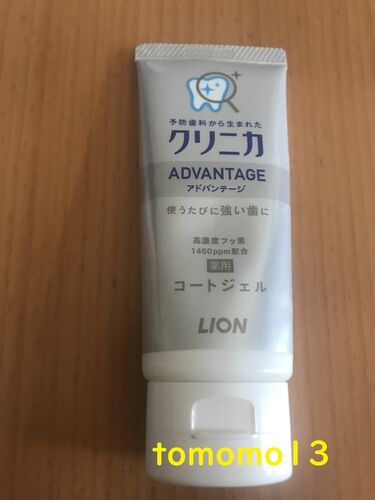 予防歯科から生まれた
クリニカ
ADVANTAGE
アドバンテージ
使うたびに強い歯に
高濃度フッ素
1450ppm配合
薬用
コートジェル
LION
tomomo13